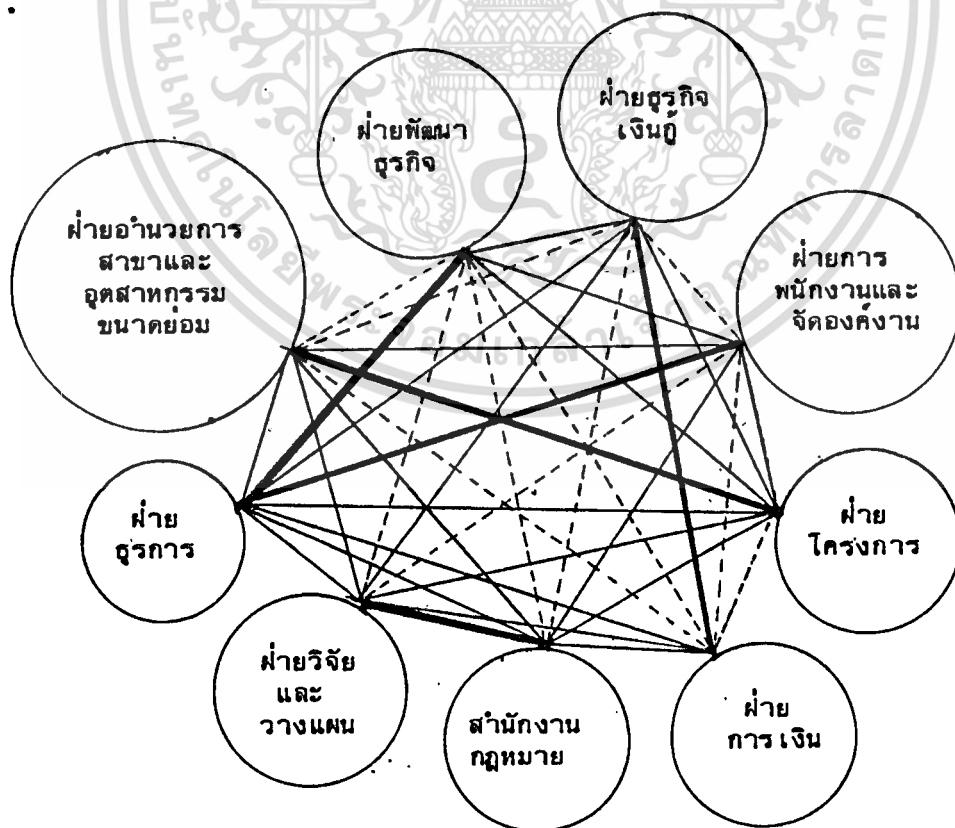 ฝ่ายพัฒนา
ธุรกิจ
ฝ่ายธุรกิจ
เงินกู้
ฝ่ายอำนวยการ
สาขาและ
อุตสาหกรรม
ขนาดย่อม
ฝ่ายการ
พนักงานและ
จัดองค์งาน
ฝ่าย
ธุรการ
ฝ่าย
โครงการ
ฝ่ายวิจัย
และ
วางแผน
สำนักงาน
กฎหมาย
ฝ่าย
การเงิน